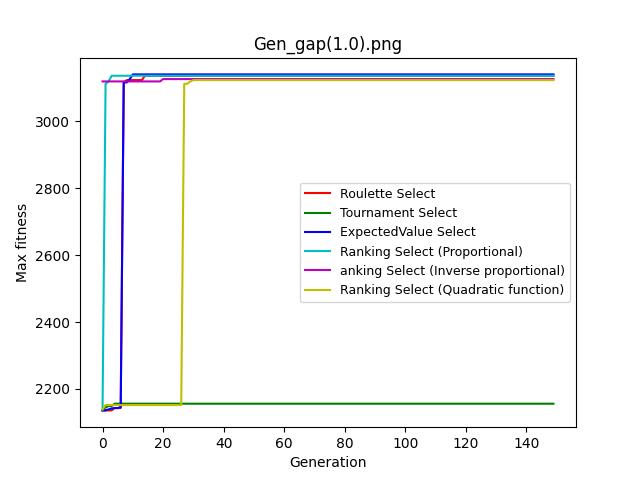 Gen_gap(1.0).png
Max fitness
3000
2800
2600
2400
2200
Roulette Select
Tournament Select
ExpectedValue Select
Ranking Select (Proportional)
anking Select (Inverse proportional)
Ranking Select (Quadratic function)
0 20 40 60 80 100 120 140
Generation